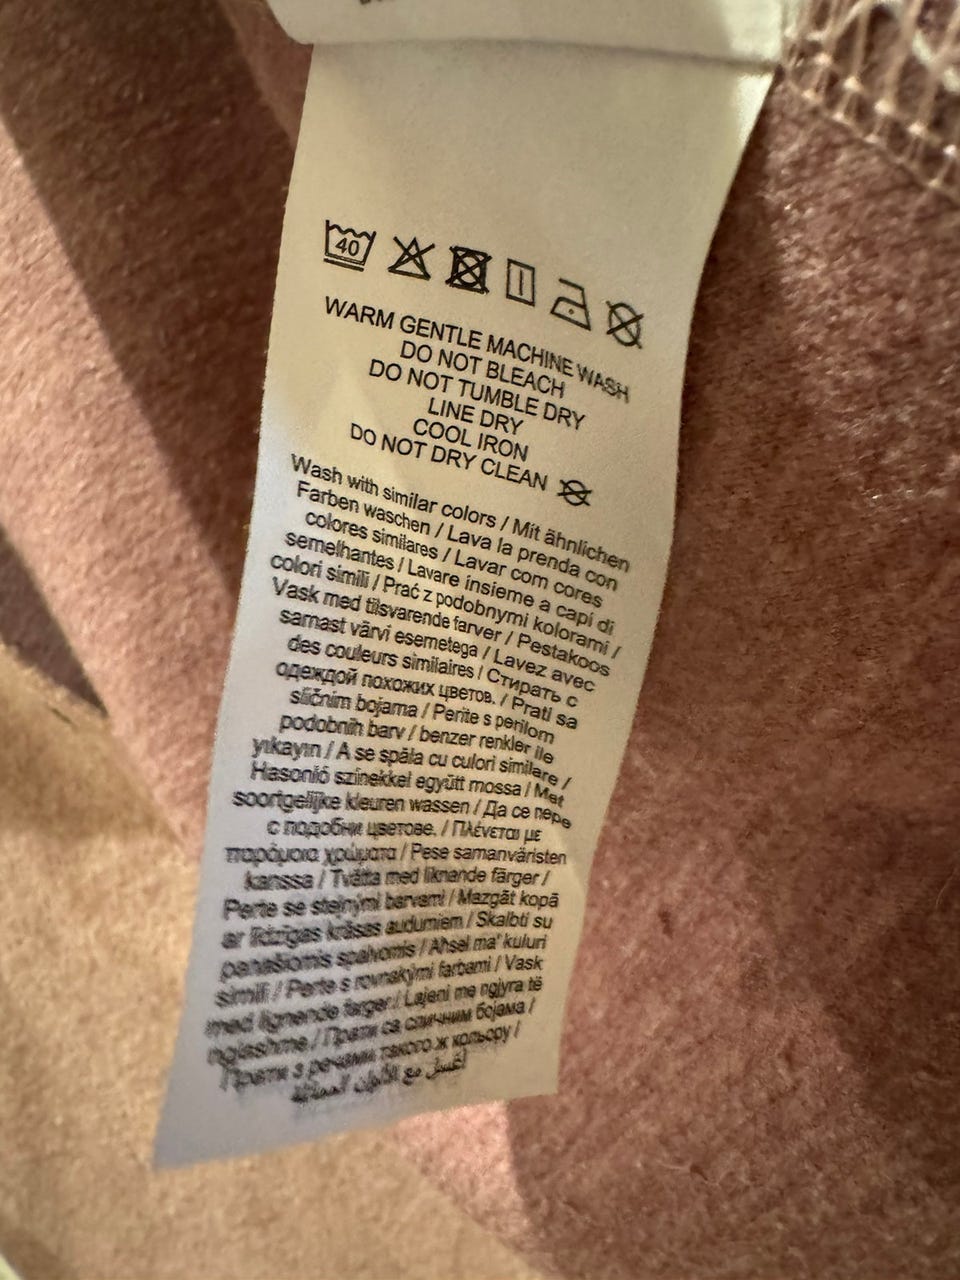 40
WARM GENTLE MACHINE WASH
DO NOT BLEACH
DO NOT TUMBLE DRY
LINE DRY
COOL IRON
DO NOT DRY CLEAN
Wash with similar colors / Mit ähnlichen
Farben waschen / Lava la prenda con
colores similares / Lavar com cores
semelhantes / Lavare insieme a capi di
colori simili / Prać z podobnymi kolorami /
Vask med tilsvarende farver / Pestakoos
samast värvi esemetega / Lavez avec
des couleurs similaires / Стирать с
одеждой похожих цветов. / Prati sa
sličnim bojama / Perite s perilom
podobnih barv / benzer renkler ile
yıkayın / A se spăla cu culori similare /
Hasonló színekkel együtt mossa / Met
soortgelijke kleuren wassen / Да се пере
с подобни цветове. / Πλένεται με
παρόμοια χρώματα / Pese samanväristen
kanssa / Tvätta med liknande färger /
Perte se stejnými barvami / Mazgāt kopā
ar līdzīgas krāsas audumiem / Skalbti su
panašiomis spalvomis / Aħsel ma' kuluri
simili / Perte s rovnakými farbami / Vask
med lignende farger / Lajeni me ngjyra të
ngjashme / Прати са сличним бојама /
Прати з речами такого ж кольору /
اغسل مع الألوان المماثلة